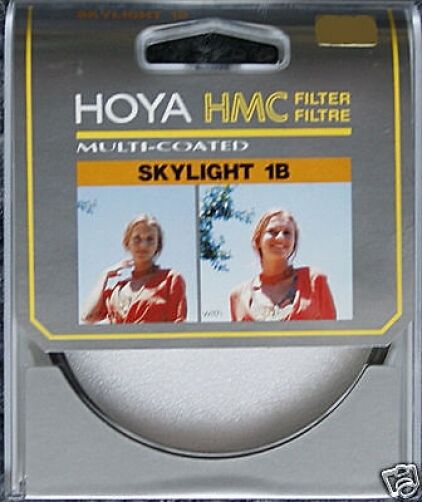 SKYLIGHT 1B
HOYA HMC FILTER
FILTRE
MULTI-COATED
SKYLIGHT 1B
with